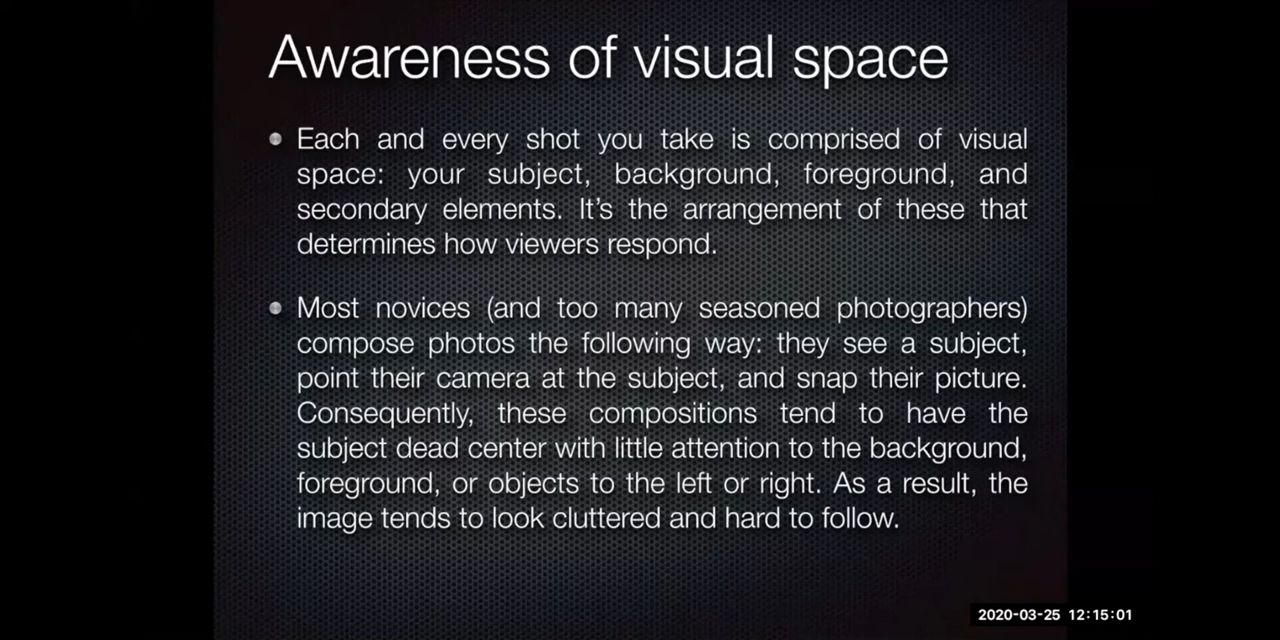 Awareness of visual space
Each and every shot you take is comprised of visual
space: your subject, background, foreground, and
secondary elements. It’s the arrangement of these that
determines how viewers respond.
Most novices (and too many seasoned photographers)
compose photos the following way: they see a subject,
point their camera at the subject, and snap their picture.
Consequently, these compositions tend to have the
subject dead center with little attention to the background,
foreground, or objects to the left or right. As a result, the
image tends to look cluttered and hard to follow.
2020-03-25 12:15:01